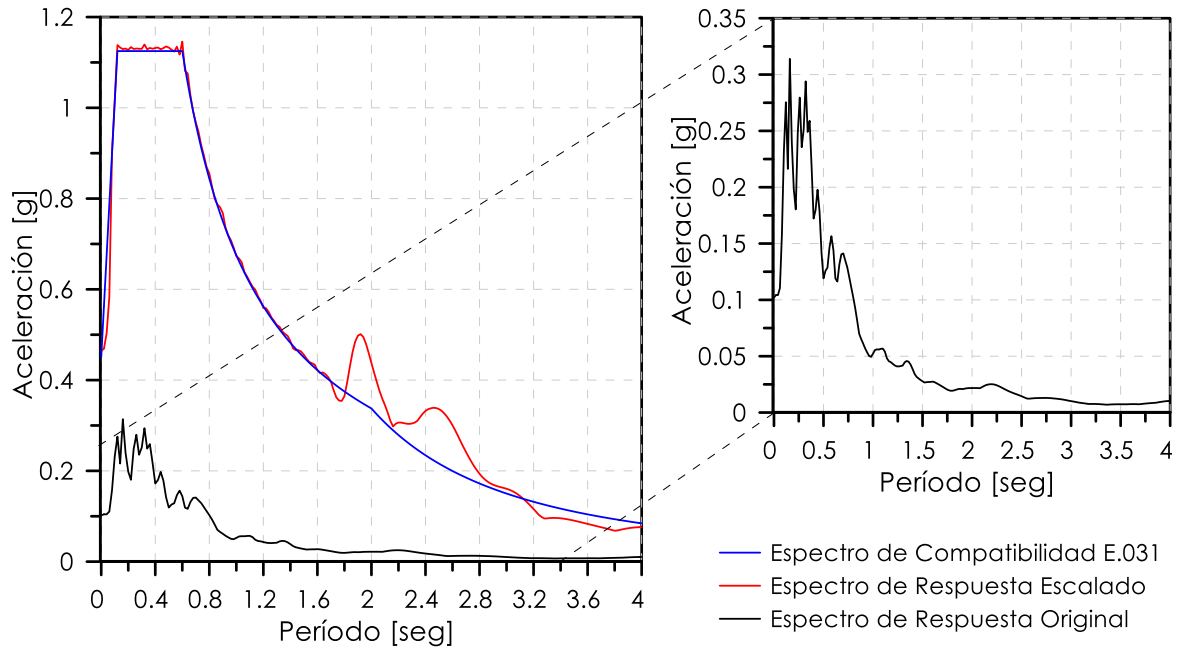 1.2
1
0.8
0.6
0.4
0.2
0
Aceleración [g]
0 0.4 0.8 1.2 1.6 2 2.4 2.8 3.2 3.6 4
Período [seg]
0.35
0.3
0.25
0.2
0.15
0.1
0.05
0
Aceleración [g]
0 0.5 1 1.5 2 2.5 3 3.5 4
Período [seg]
Espectro de Compatibilidad E.031
Espectro de Respuesta Escalado
Espectro de Respuesta Original